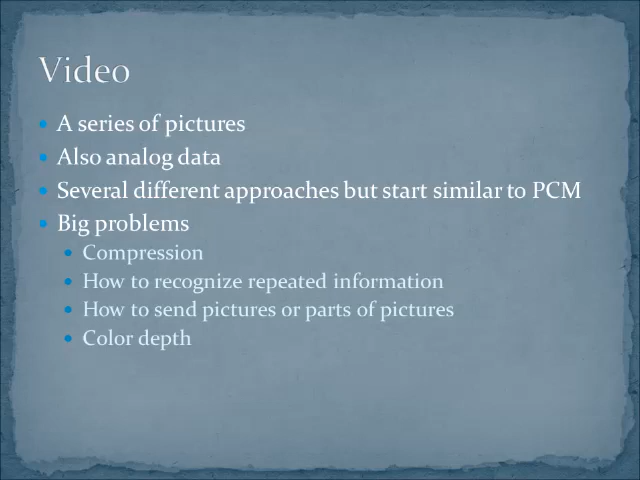 Video
A series of pictures
Also analog data
Several different approaches but start similar to PCM
Big problems
Compression
How to recognize repeated information
How to send pictures or parts of pictures
Color depth